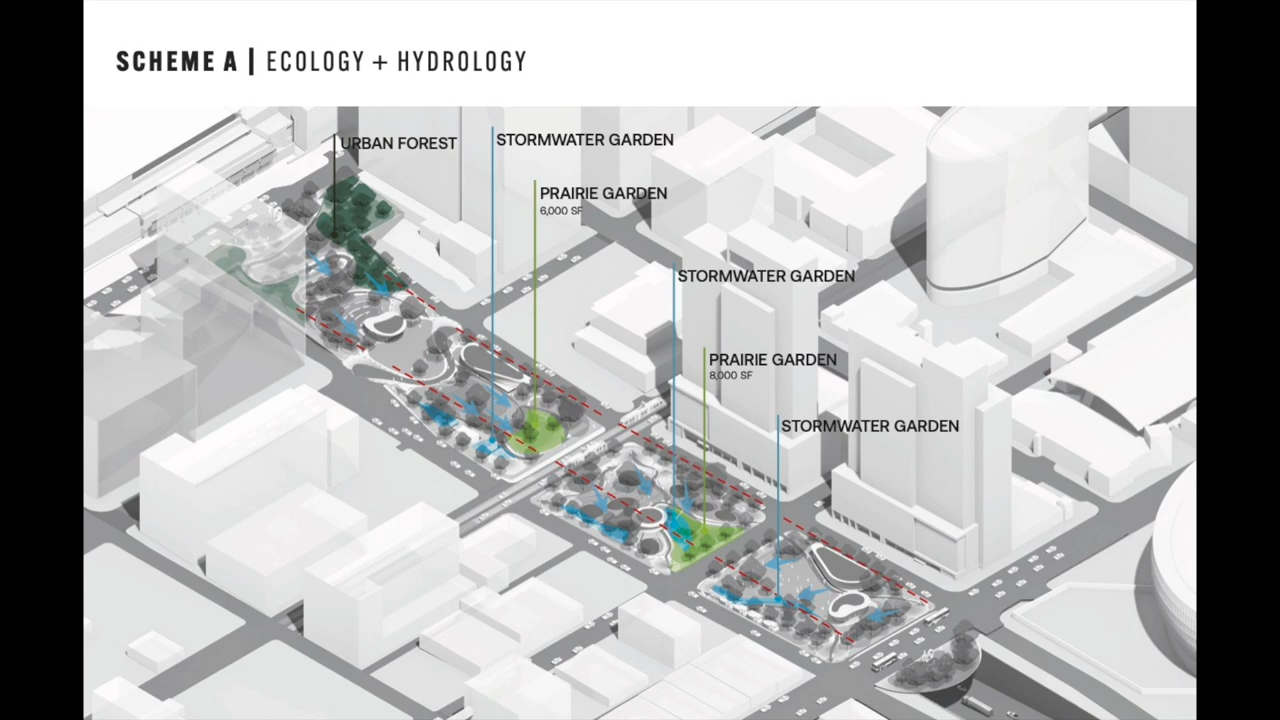 SCHEME A | ECOLOGY + HYDROLOGY
URBAN FOREST
STORMWATER GARDEN
PRAIRIE GARDEN
6,000 SF
STORMWATER GARDEN
PRAIRIE GARDEN
8,000 SF
STORMWATER GARDEN